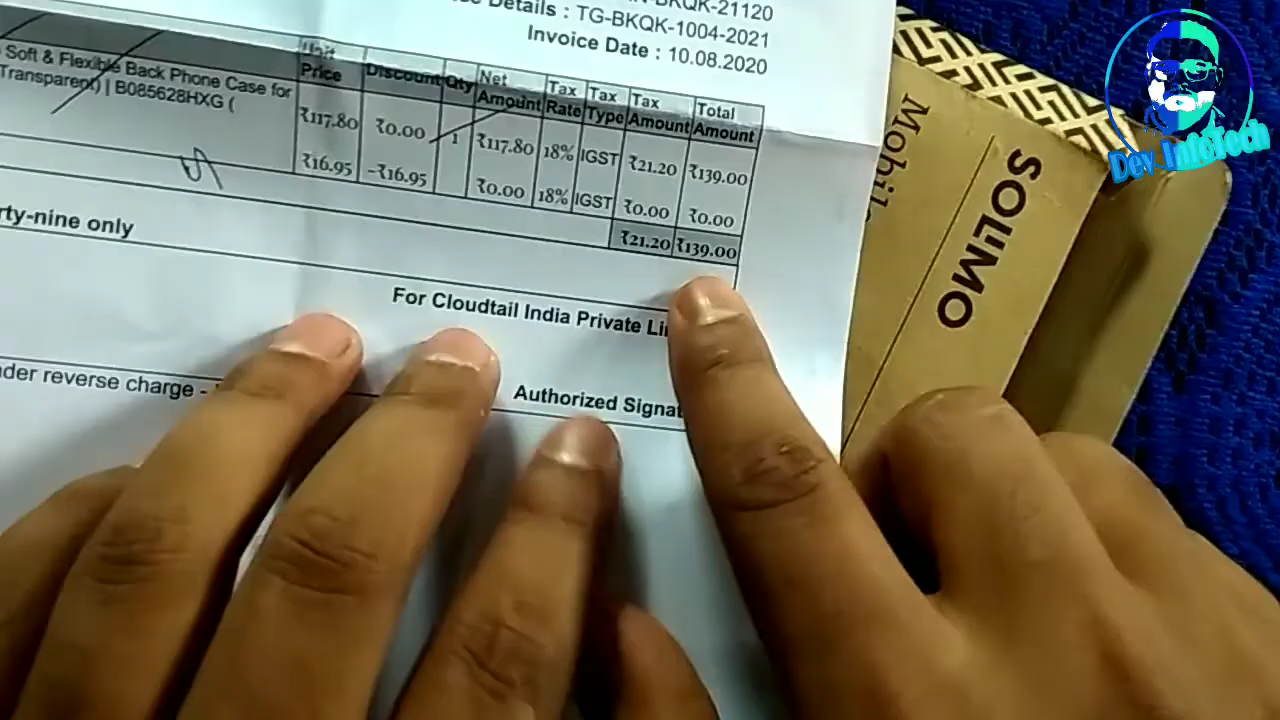 -BKQK-21120
Details : TG-BKQK-1004-2021
Invoice Date : 10.08.2020
Unit Price Discount Qty Net Amount Tax Rate Tax Type Tax Amount Total Amount
Soft & Flexible Back Phone Case for
Transparent) | B085628HXG (
₹117.80 ₹0.00 1 ₹117.80 18% IGST ₹21.20 ₹139.00
₹16.95 -₹16.95 ₹0.00 18% IGST ₹0.00 ₹0.00
₹21.20 ₹139.00
rty-nine only
For Cloudtail India Private Li
Authorized Signat
der reverse charge -
Mobil
SOLIMO
Dev Infotech